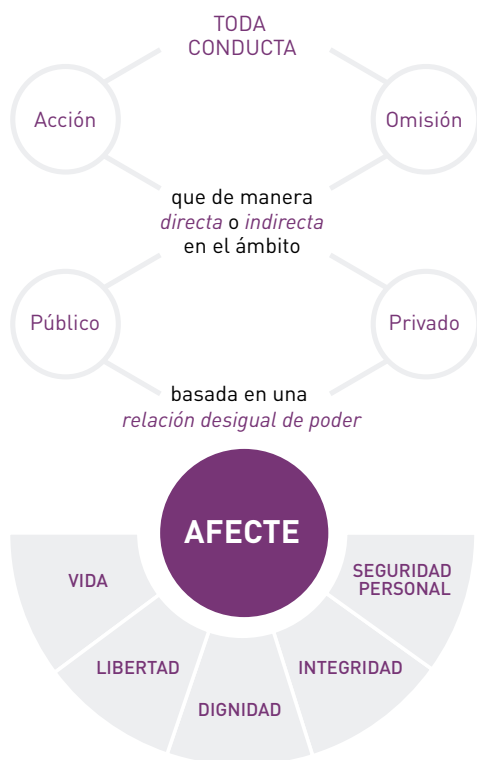 TODA
CONDUCTA
Acción
Omisión
que de manera
directa o indirecta
en el ámbito
Público
Privado
basada en una
relación desigual de poder
AFECTE
VIDA
LIBERTAD
DIGNIDAD
INTEGRIDAD
SEGURIDAD
PERSONAL